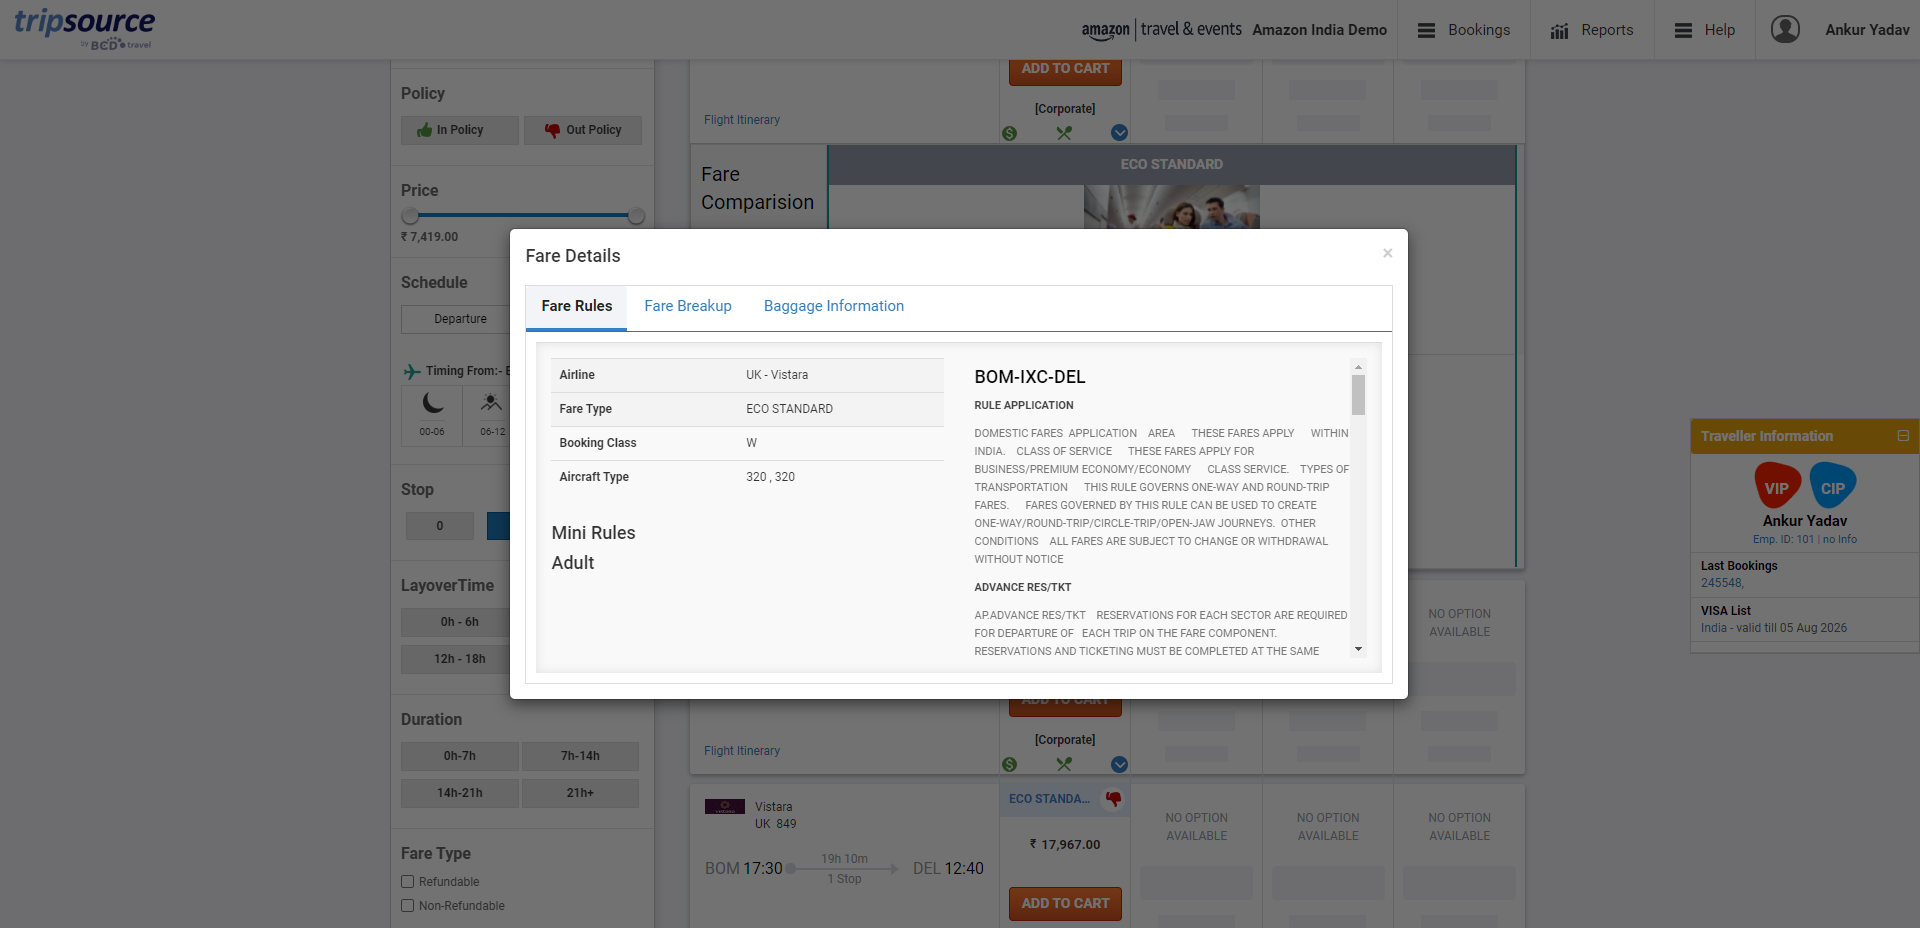 tripsource
by BCD travel
amazon | travel & events Amazon India Demo
Bookings
Reports
Help
Ankur Yadav
Policy
In Policy
Out Policy
Price
₹ 7,419.00
Schedule
Departure
Timing From:-
00-06
06-12
Stop
0
LayoverTime
0h - 6h
12h - 18h
Duration
0h-7h
7h-14h
14h-21h
21h+
Fare Type
Refundable
Non-Refundable
ADD TO CART
[Corporate]
Flight Itinerary
Fare
Comparision
ECO STANDARD
Fare Details
×
Fare Rules
Fare Breakup
Baggage Information
Airline UK - Vistara
Fare Type ECO STANDARD
Booking Class W
Aircraft Type 320 , 320
Mini Rules
Adult
BOM-IXC-DEL
RULE APPLICATION
DOMESTIC FARES APPLICATION AREA THESE FARES APPLY WITHIN
INDIA. CLASS OF SERVICE THESE FARES APPLY FOR
BUSINESS/PREMIUM ECONOMY/ECONOMY CLASS SERVICE. TYPES OF
TRANSPORTATION THIS RULE GOVERNS ONE-WAY AND ROUND-TRIP
FARES. FARES GOVERNED BY THIS RULE CAN BE USED TO CREATE
ONE-WAY/ROUND-TRIP/CIRCLE-TRIP/OPEN-JAW JOURNEYS. OTHER
CONDITIONS ALL FARES ARE SUBJECT TO CHANGE OR WITHDRAWAL
WITHOUT NOTICE
ADVANCE RES/TKT
AP.ADVANCE RES/TKT RESERVATIONS FOR EACH SECTOR ARE REQUIRED
FOR DEPARTURE OF EACH TRIP ON THE FARE COMPONENT.
RESERVATIONS AND TICKETING MUST BE COMPLETED AT THE SAME
NO OPTION
AVAILABLE
ADD TO CART
[Corporate]
Flight Itinerary
Vistara
UK 849
BOM 17:30
19h 10m
1 Stop
DEL 12:40
ECO STANDA...
₹ 17,967.00
ADD TO CART
NO OPTION
AVAILABLE
NO OPTION
AVAILABLE
NO OPTION
AVAILABLE
Traveller Information
VIP
CIP
Ankur Yadav
Emp. ID: 101 | no Info
Last Bookings
245548,
VISA List
India - valid till 05 Aug 2026